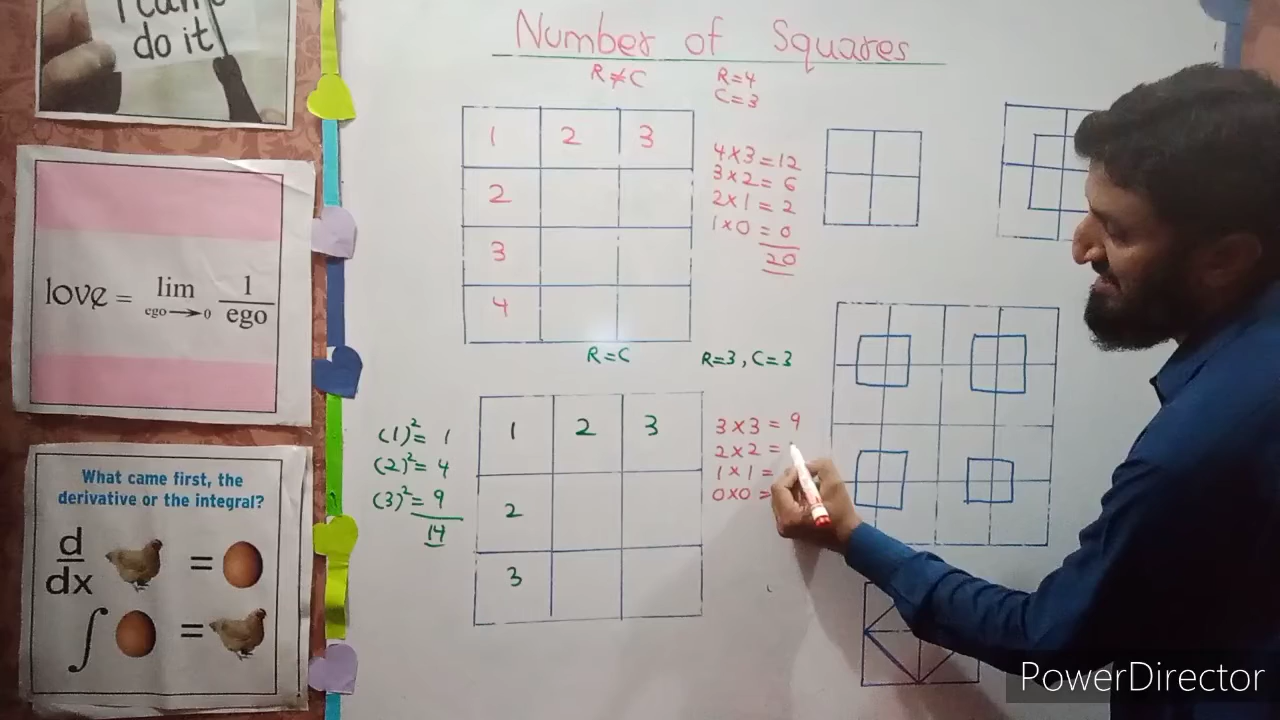 do it
love = lim ego→0 1/ego
What came first, the
derivative or the integral?
d/dx =
∫ =
Number of Squares
R ≠ C
R=4
C=3
1 2 3
2
3
4
4×3=12
3×2=6
2×1=2
1×0=0
20
R=C
R=3, C=3
(1)²=1
(2)²=4
(3)²=9
14
1 2 3
2
3
3×3=9
2×2=
1×1=
0×0=
PowerDirector